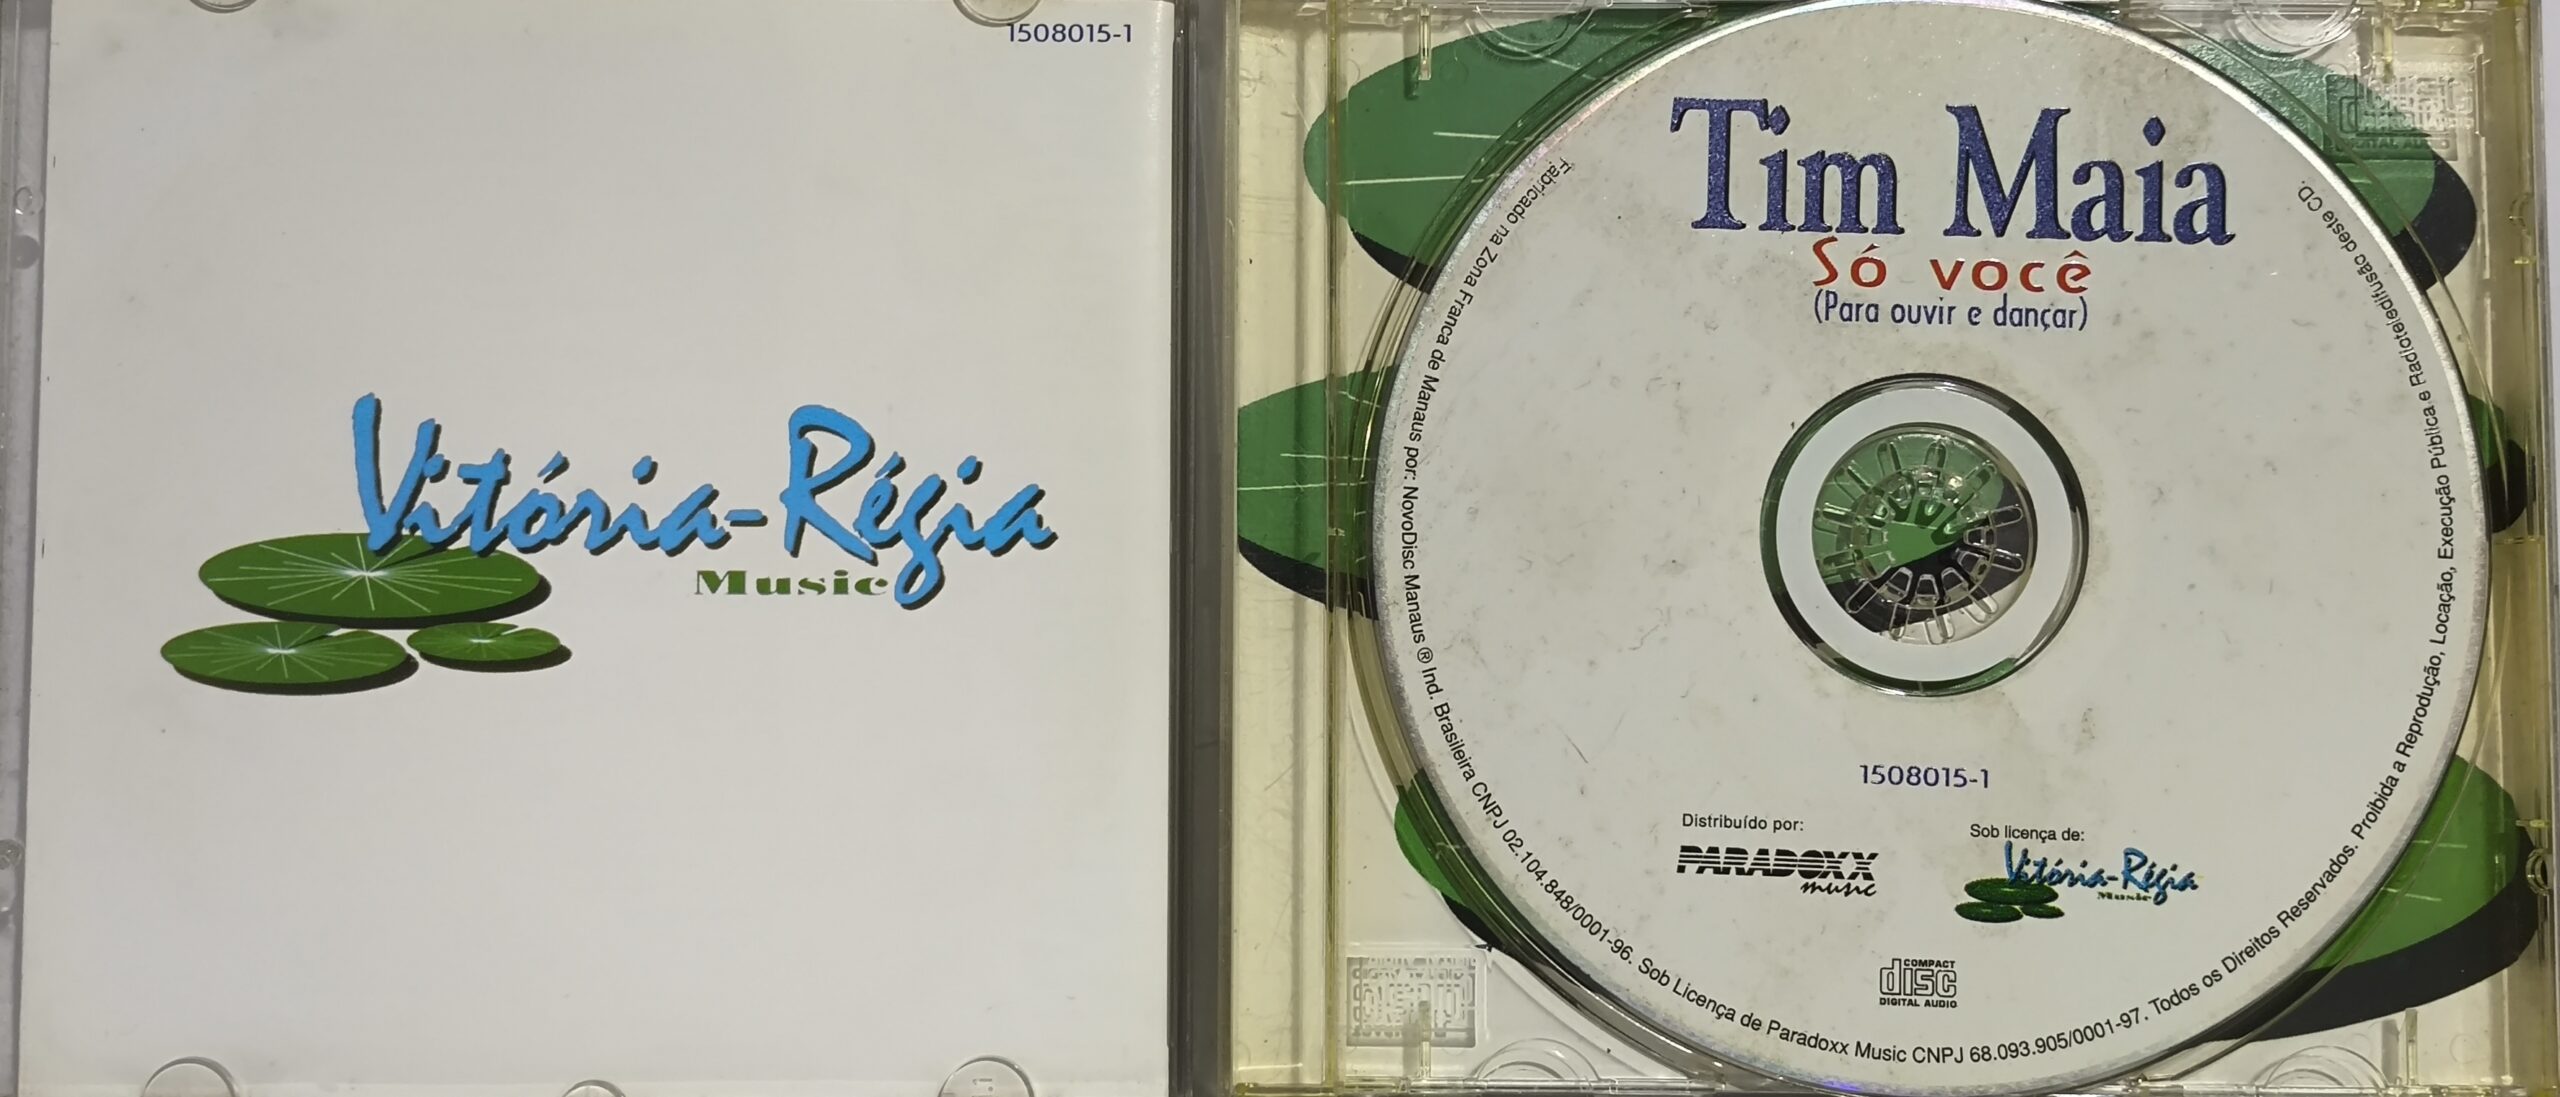 1508015-1
Vitória-Régia
Music
Tim Maia
Só você
(Para ouvir e dançar)
1508015-1
Distribuído por:
PARADOXX
music
Sob licença de:
Vitória-Régia
Music
COMPACT
disc
DIGITAL AUDIO
Fabricado na Zona Franca de Manaus por: NovoDisc Manaus ® Ind. Brasileira CNPJ 02.104.848/0001-96. Sob Licença de Paradoxx Music CNPJ 68.093.905/0001-97. Todos os Direitos Reservados. Proibida a Reprodução, Locação, Execução Pública e Radioteledifusão deste CD.